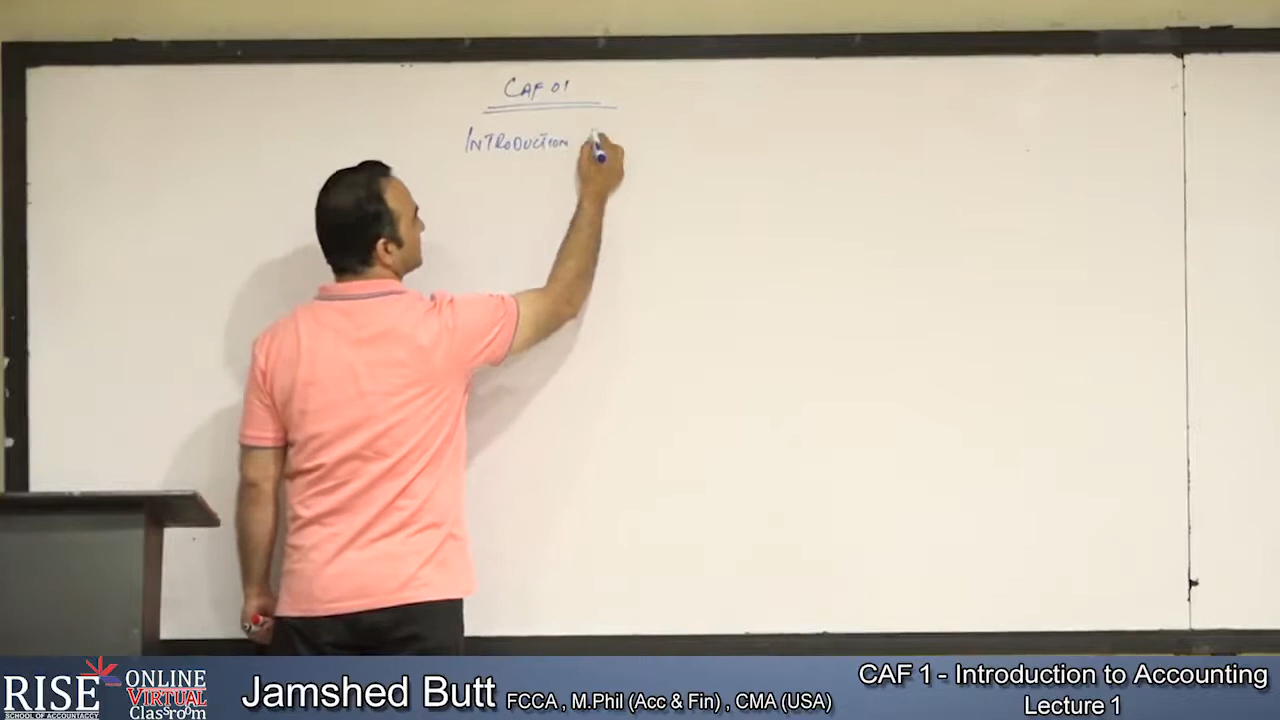 CAF 01
INTRODUCTION
RISE
SCHOOL OF ACCOUNTACCY
ONLINE
VIRTUAL
Classroom
Jamshed Butt FCCA , M.Phil (Acc & Fin) , CMA (USA)
CAF 1 - Introduction to Accounting
Lecture 1